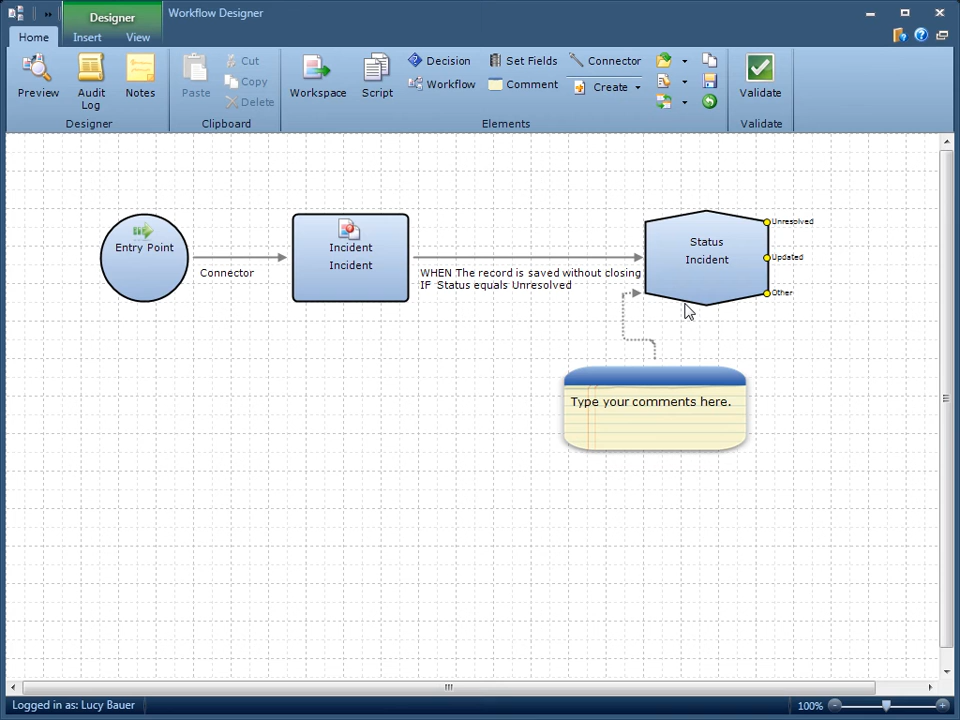 Designer
Workflow Designer
Home
Insert
View
Preview
Audit
Log
Notes
Designer
Paste
Cut
Copy
Delete
Clipboard
Workspace
Script
Decision
Workflow
Set Fields
Comment
Connector
Create
Elements
Validate
Validate
Entry Point
Connector
Incident
Incident
WHEN The record is saved without closing
IF Status equals Unresolved
Status
Incident
Unresolved
Updated
Other
Type your comments here.
Logged in as: Lucy Bauer
100%